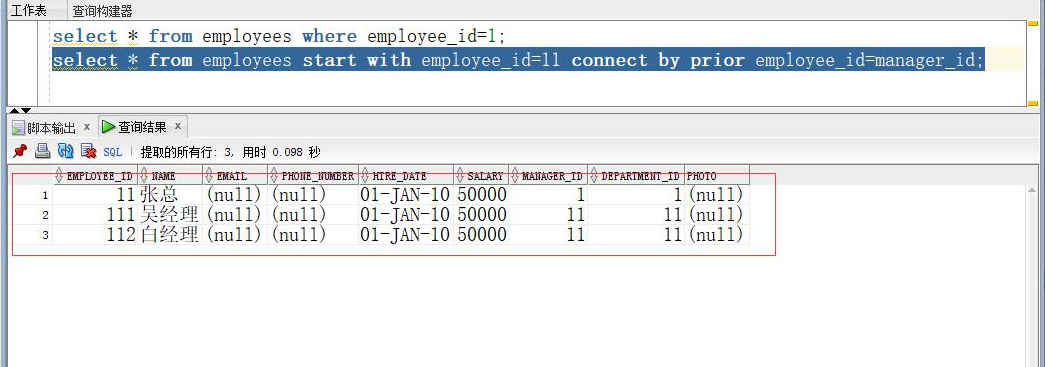 工作表 查询构建器
select * from employees where employee_id=1;
select * from employees start with employee_id=11 connect by prior employee_id=manager_id;
脚本输出 x 查询结果 x
SQL | 提取的所有行: 3, 用时 0.098 秒
EMPLOYEE_ID NAME EMAIL PHONE_NUMBER HIRE_DATE SALARY MANAGER_ID DEPARTMENT_ID PHOTO
1 11 张总 (null) (null) 01-JAN-10 50000 1 1 (null)
2 111 吴经理 (null) (null) 01-JAN-10 50000 11 11 (null)
3 112 白经理 (null) (null) 01-JAN-10 50000 11 11 (null)